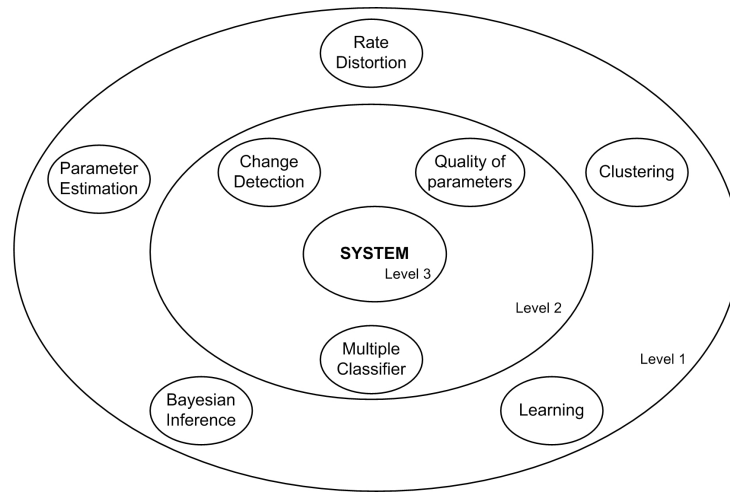 Rate
Distortion
Parameter
Estimation
Change
Detection
Quality of
parameters
Clustering
SYSTEM
Level 3
Level 2
Multiple
Classifier
Level 1
Bayesian
Inference
Learning